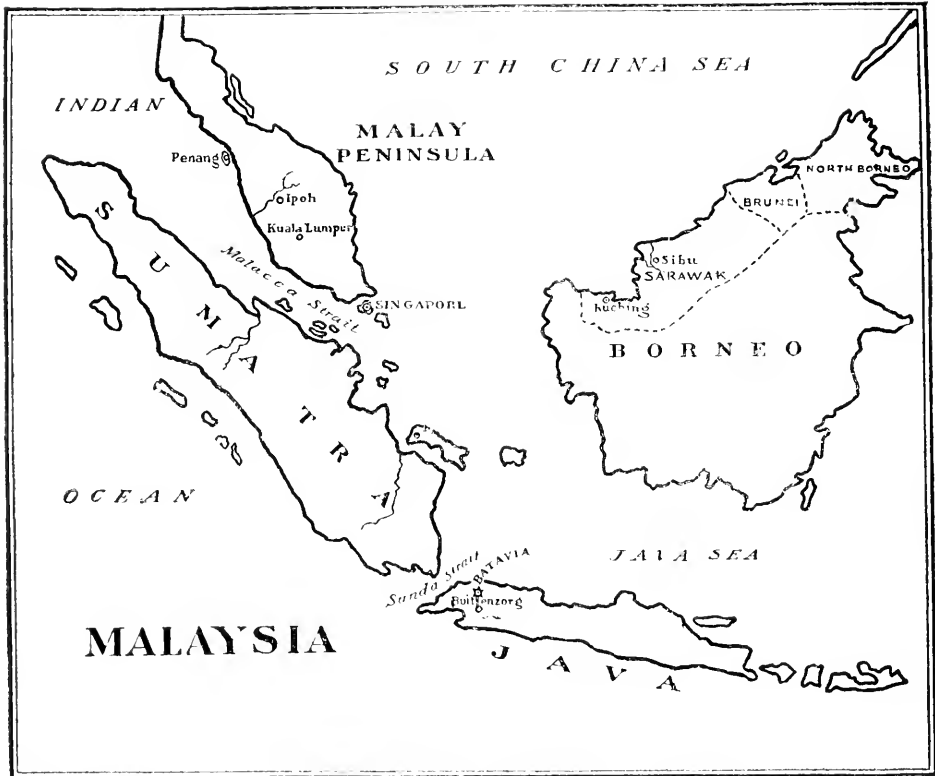 SOUTH CHINA SEA
INDIAN
MALAY
PENINSULA
Penang
NORTH BORNEO
Ipoh
BRUNEI
Kuala Lumpur
SUMATRA
Malacca Strait
Sibu
SARAWAK
SINGAPORE
Kuching
BORNEO
OCEAN
JAVA SEA
Sunda Strait
BATAVIA
Buitenzorg
MALAYSIA
JAVA